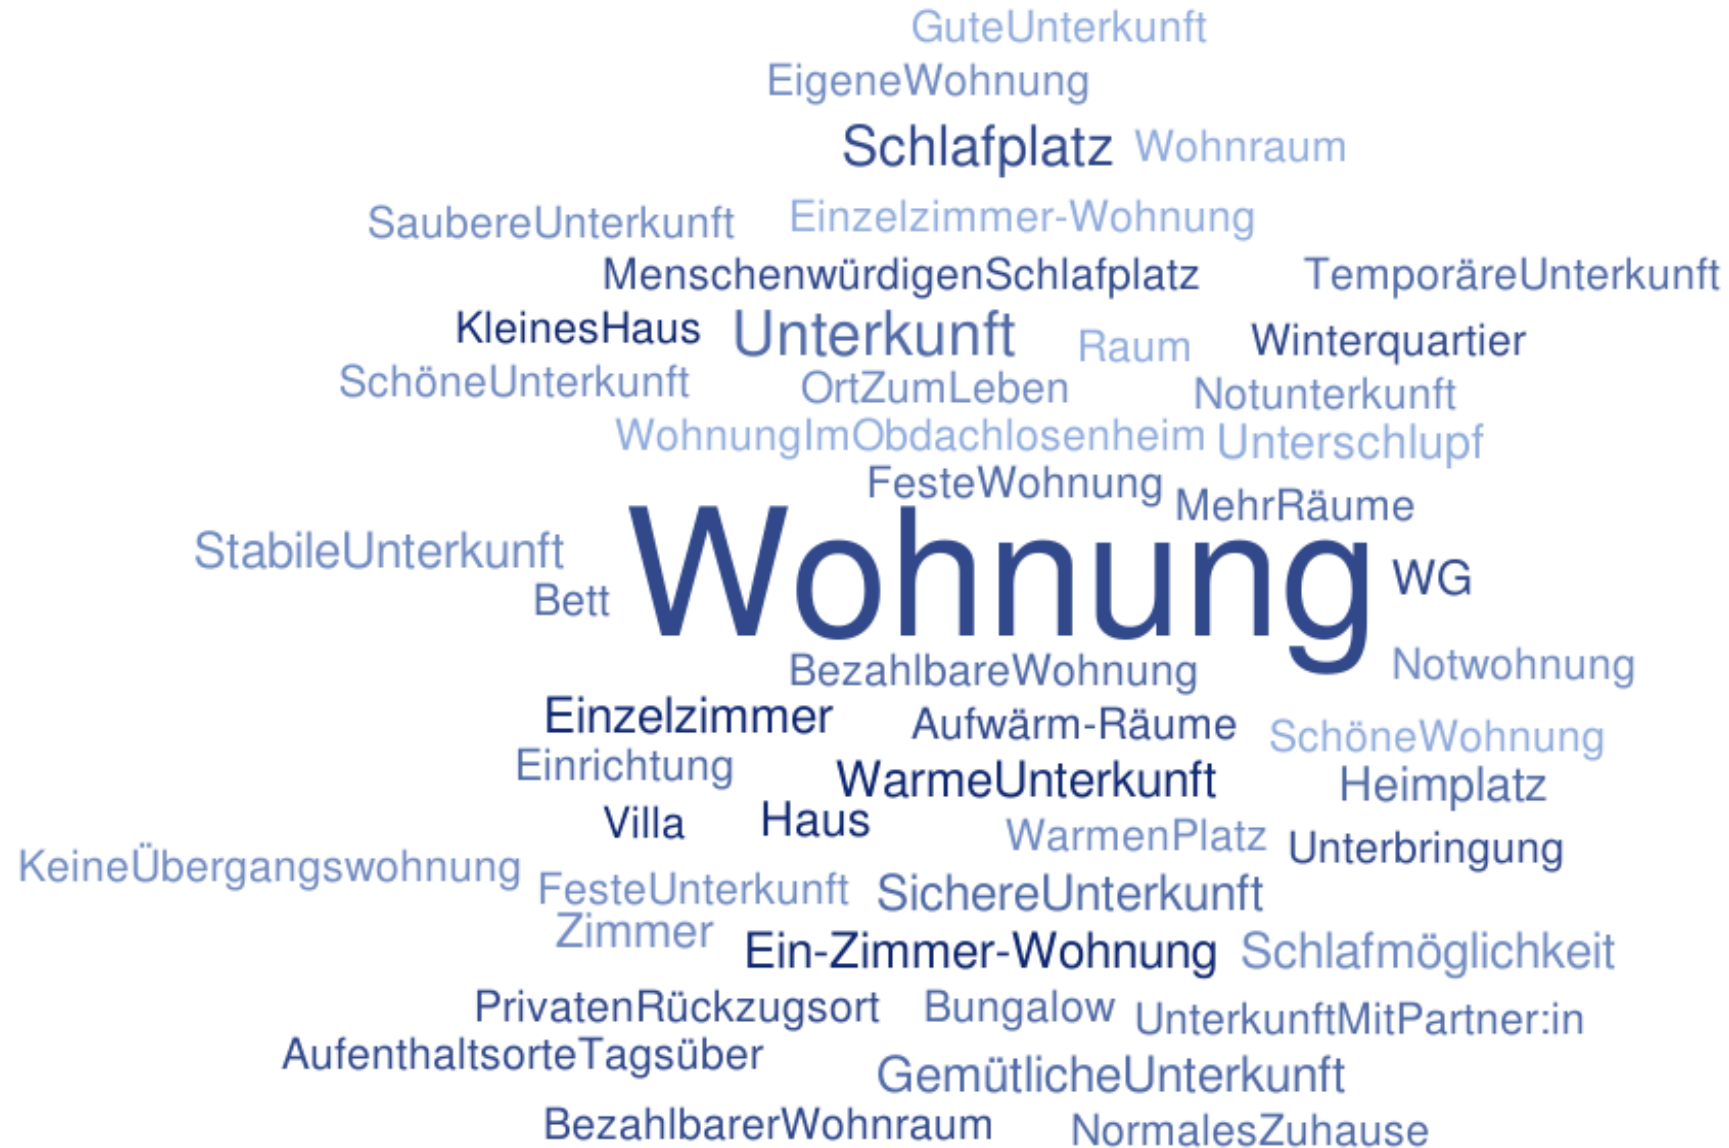 GuteUnterkunft
EigeneWohnung
Schlafplatz Wohnraum
SaubereUnterkunft Einzelzimmer-Wohnung
MenschenwürdigenSchlafplatz TemporäreUnterkunft
KleinesHaus Unterkunft Raum Winterquartier
SchöneUnterkunft OrtZumLeben Notunterkunft
WohnungImObdachlosenheim Unterschlupf
FesteWohnung MehrRäume
StabileUnterkunft Wohnung WG
Bett
BezahlbareWohnung Notwohnung
Einzelzimmer Aufwärm-Räume SchöneWohnung
Einrichtung WarmeUnterkunft Heimplatz
Villa Haus WarmenPlatz Unterbringung
KeineÜbergangswohnung FesteUnterkunft SichereUnterkunft
Zimmer Ein-Zimmer-Wohnung Schlafmöglichkeit
PrivatenRückzugsort Bungalow UnterkunftMitPartner:in
AufenthaltsorteTagsüber GemütlicheUnterkunft
BezahlbarerWohnraum NormalesZuhause